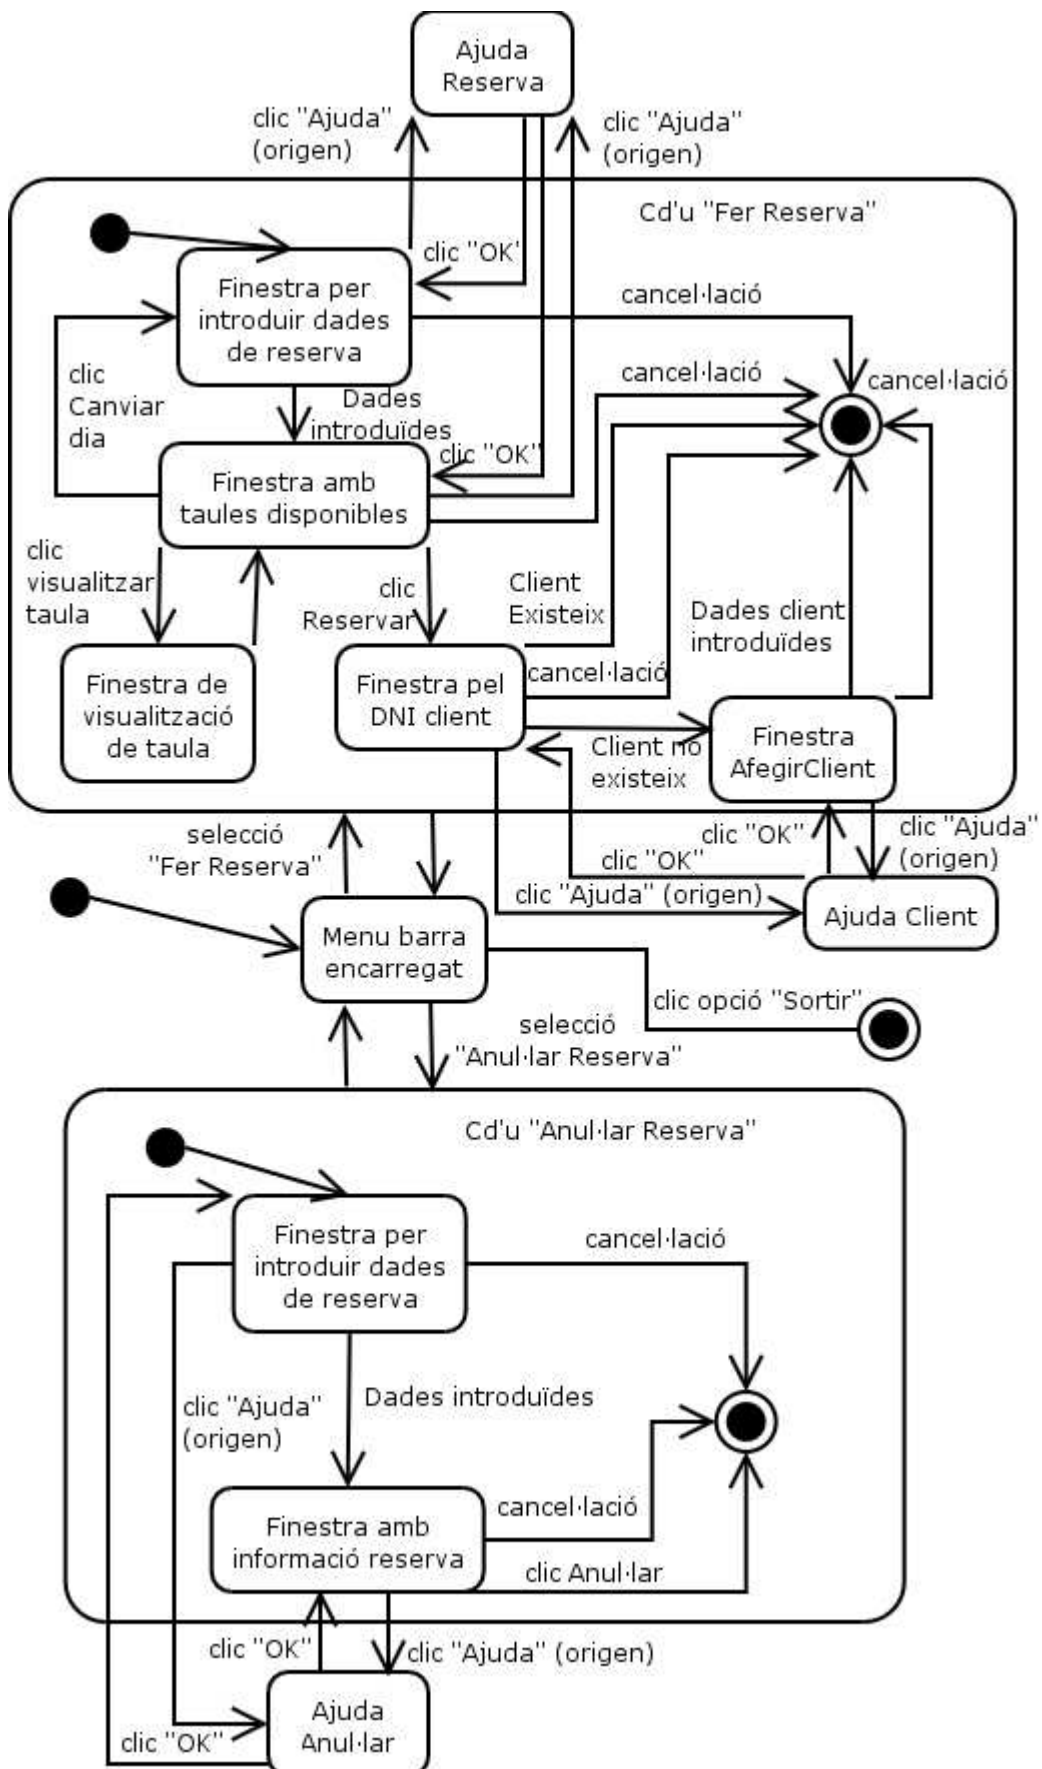 Ajuda
Reserva
clic "Ajuda"
(origen)
clic "Ajuda"
(origen)
Cd'u "Fer Reserva"
clic "OK'
Finestra per
introduir dades
de reserva
cancel·lació
clic
Canviar
dia
Dades
introduïdes
cancel·lació
cancel·lació
clic "OK"
Finestra amb
taules disponibles
clic
visualitzar
taula
clic
Reservar
Client
Existeix
Dades client
introduïdes
Finestra de
visualització
de taula
Finestra pel
DNI client
cancel·lació
Client no
existeix
Finestra
AfegirClient
selecció
"Fer Reserva"
clic "OK"
clic "Ajuda"
(origen)
clic "OK"
clic "Ajuda" (origen)
Ajuda Client
Menu barra
encarregat
clic opció "Sortir"
selecció
"Anul·lar Reserva"
Cd'u "Anul·lar Reserva"
Finestra per
introduir dades
de reserva
cancel·lació
clic "Ajuda"
(origen)
Dades introduïdes
Finestra amb
informació reserva
cancel·lació
clic Anul·lar
clic "OK"
clic "Ajuda" (origen)
Ajuda
Anul·lar
clic "OK"